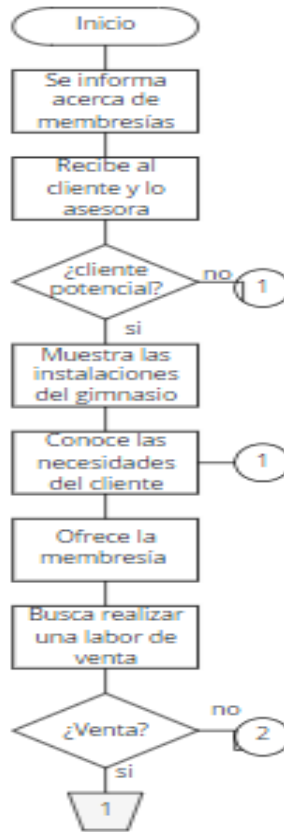 Inicio
Se informa
acerca de
membresías
Recibe al
cliente y lo
asesora
¿cliente
potencial?
no
1
si
Muestra las
instalaciones
del gimnasio
Conoce las
necesidades
del cliente
1
Ofrece la
membresia
Busca realizar
una labor de
venta
¿Venta?
no
2
si
1